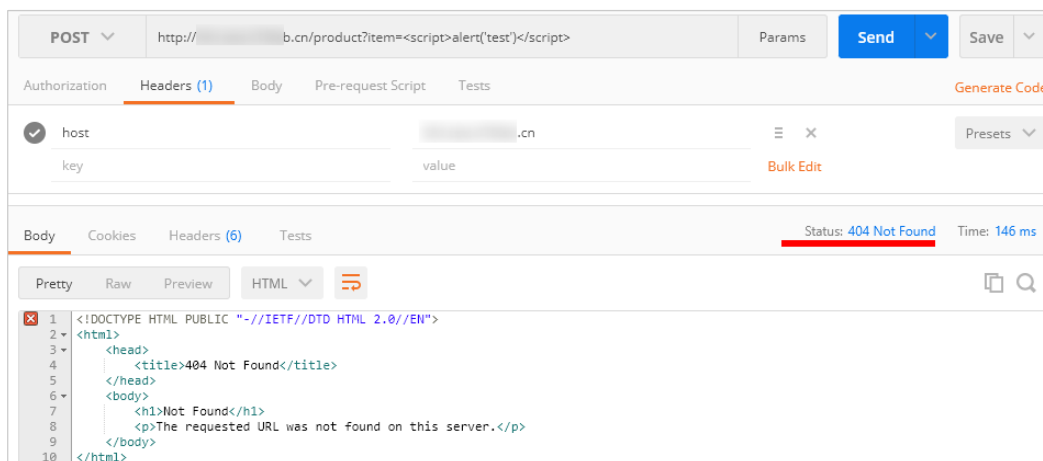 POST http:// b.cn/product?item=<script>alert('test')</script> Params Send Save
Authorization Headers (1) Body Pre-request Script Tests Generate Code
host .cn Presets
key value Bulk Edit
Body Cookies Headers (6) Tests Status: 404 Not Found Time: 146 ms
Pretty Raw Preview HTML
1 <!DOCTYPE HTML PUBLIC "-//IETF//DTD HTML 2.0//EN">
2 <html>
3 <head>
4 <title>404 Not Found</title>
5 </head>
6 <body>
7 <h1>Not Found</h1>
8 <p>The requested URL was not found on this server.</p>
9 </body>
10 </html>